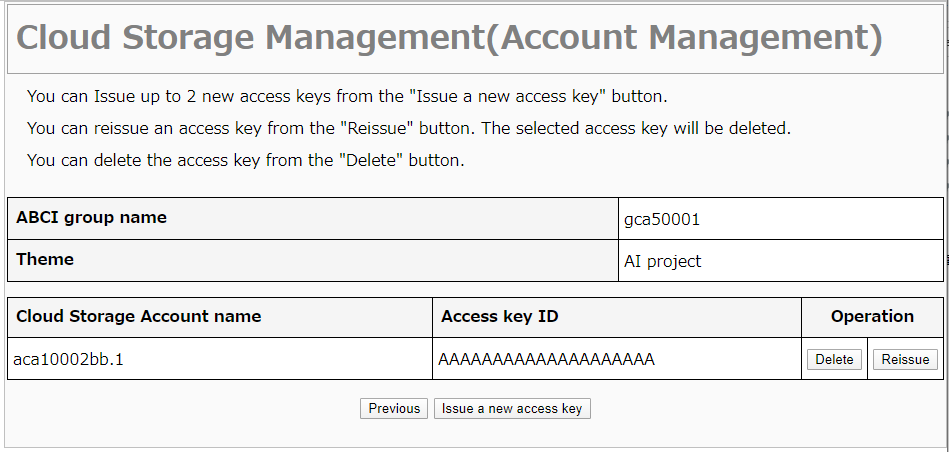 Cloud Storage Management(Account Management)
You can Issue up to 2 new access keys from the "Issue a new access key" button.
You can reissue an access key from the "Reissue" button. The selected access key will be deleted.
You can delete the access key from the "Delete" button.
ABCI group name gca50001
Theme AI project
Cloud Storage Account name Access key ID Operation
aca10002bb.1 AAAAAAAAAAAAAAAAAAAA Delete Reissue
Previous Issue a new access key